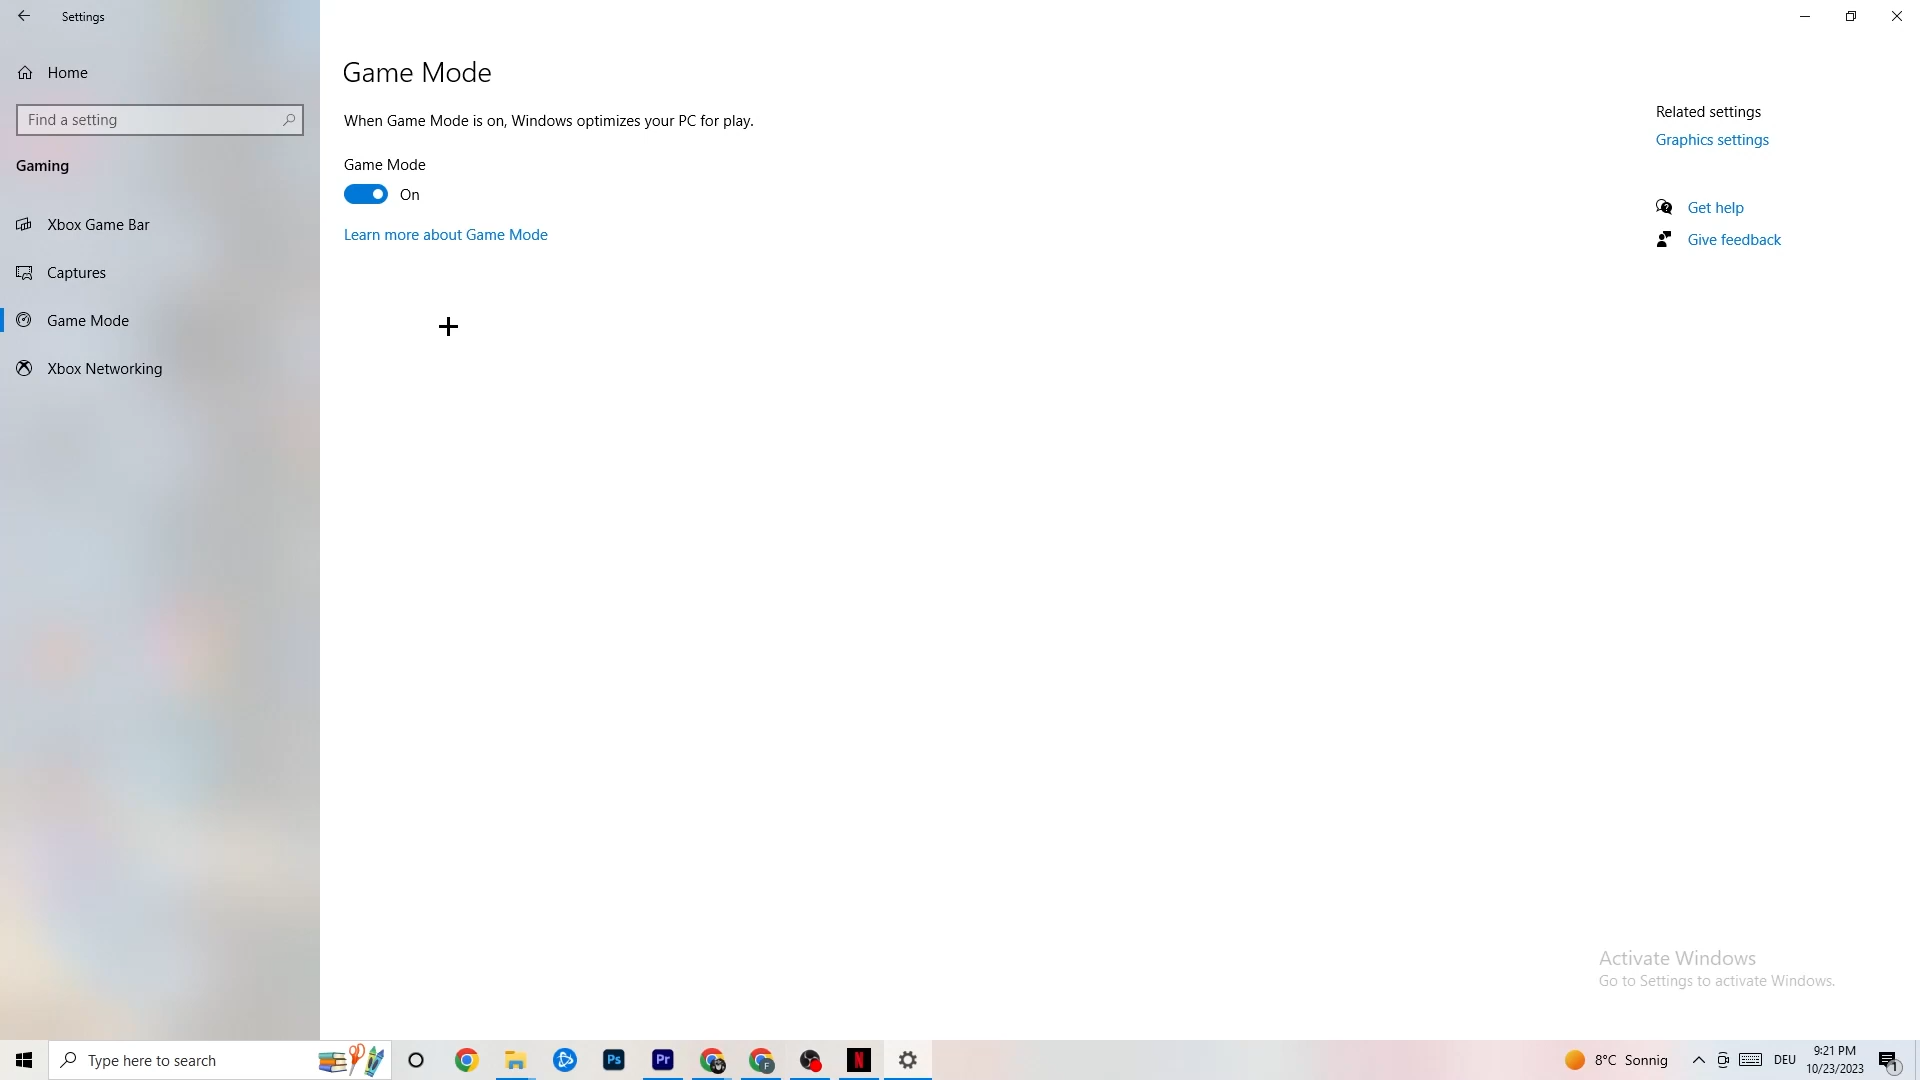 Settings
Home
Find a setting
Gaming
Xbox Game Bar
Captures
Game Mode
Xbox Networking
Game Mode
When Game Mode is on, Windows optimizes your PC for play.
Game Mode
On
Learn more about Game Mode
Related settings
Graphics settings
Get help
Give feedback
Activate Windows
Go to Settings to activate Windows.
Type here to search
Ps
Pr
F
N
8°C Sonnig
DEU
9:21 PM
10/23/2023
1